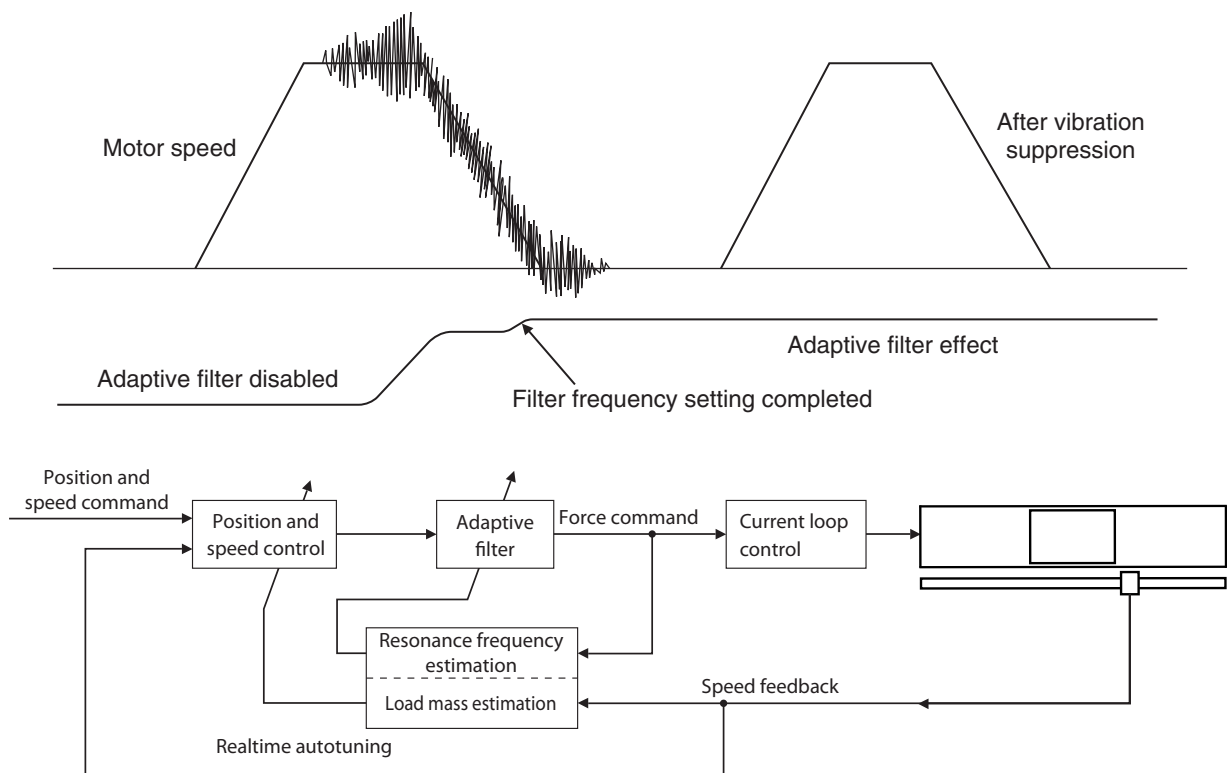 Motor speed
After vibration
suppression
Adaptive filter effect
Adaptive filter disabled
Filter frequency setting completed
Position and
speed command
Position and
speed control
Adaptive
filter
Force command
Current loop
control
Resonance frequency
estimation
Load mass estimation
Speed feedback
Realtime autotuning